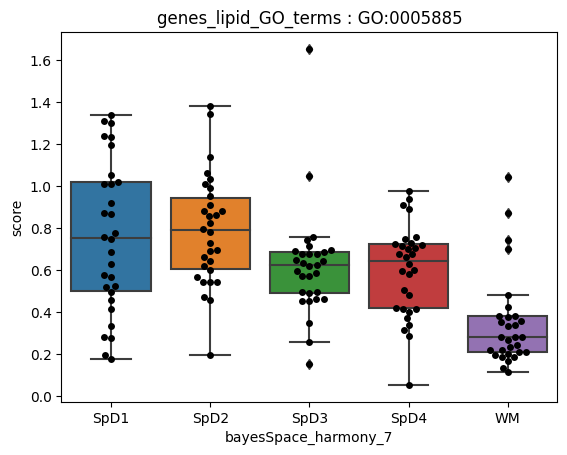 genes_lipid_GO_terms : GO:0005885
score
1.6
1.4
1.2
1.0
0.8
0.6
0.4
0.2
0.0
SpD1 SpD2 SpD3 SpD4 WM
bayesSpace_harmony_7